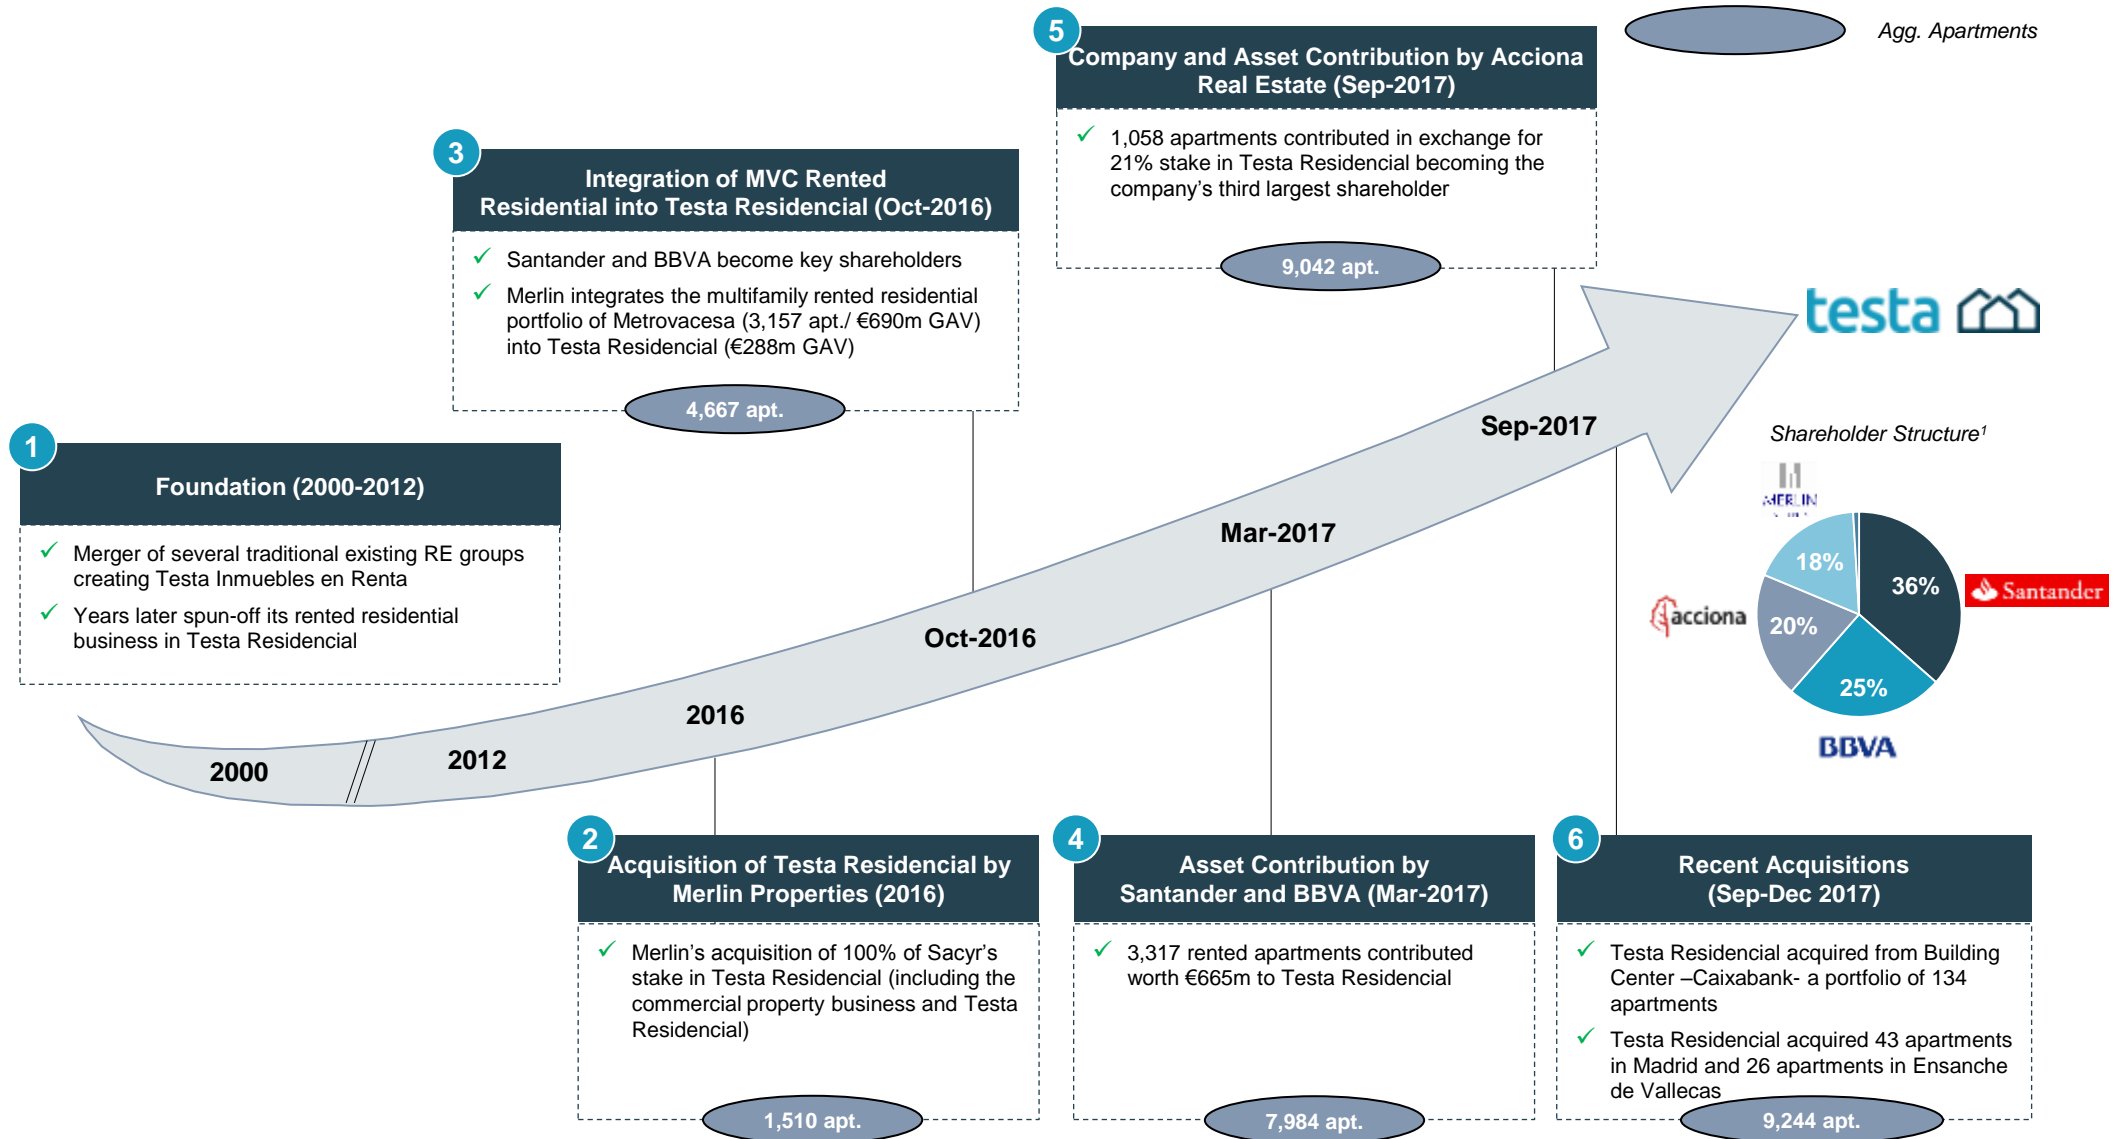 Agg. Apartments
1
Foundation (2000-2012)
✓ Merger of several traditional existing RE groups
creating Testa Inmuebles en Renta
✓ Years later spun-off its rented residential
business in Testa Residencial
2
Acquisition of Testa Residencial by
Merlin Properties (2016)
✓ Merlin’s acquisition of 100% of Sacyr’s
stake in Testa Residencial (including the
commercial property business and Testa
Residencial)
1,510 apt.
3
Integration of MVC Rented
Residential into Testa Residencial (Oct-2016)
✓ Santander and BBVA become key shareholders
✓ Merlin integrates the multifamily rented residential
portfolio of Metrovacesa (3,157 apt./ €690m GAV)
into Testa Residencial (€288m GAV)
4,667 apt.
4
Asset Contribution by
Santander and BBVA (Mar-2017)
✓ 3,317 rented apartments contributed
worth €665m to Testa Residencial
7,984 apt.
5
Company and Asset Contribution by Acciona
Real Estate (Sep-2017)
✓ 1,058 apartments contributed in exchange for
21% stake in Testa Residencial becoming the
company’s third largest shareholder
9,042 apt.
6
Recent Acquisitions
(Sep-Dec 2017)
✓ Testa Residencial acquired from Building
Center –Caixabank- a portfolio of 134
apartments
✓ Testa Residencial acquired 43 apartments
in Madrid and 26 apartments in Ensanche
de Vallecas
9,244 apt.
2000
2012
2016
Oct-2016
Mar-2017
Sep-2017
testa
Shareholder Structure¹
MERLIN
18%
36%
Santander
acciona
20%
25%
BBVA